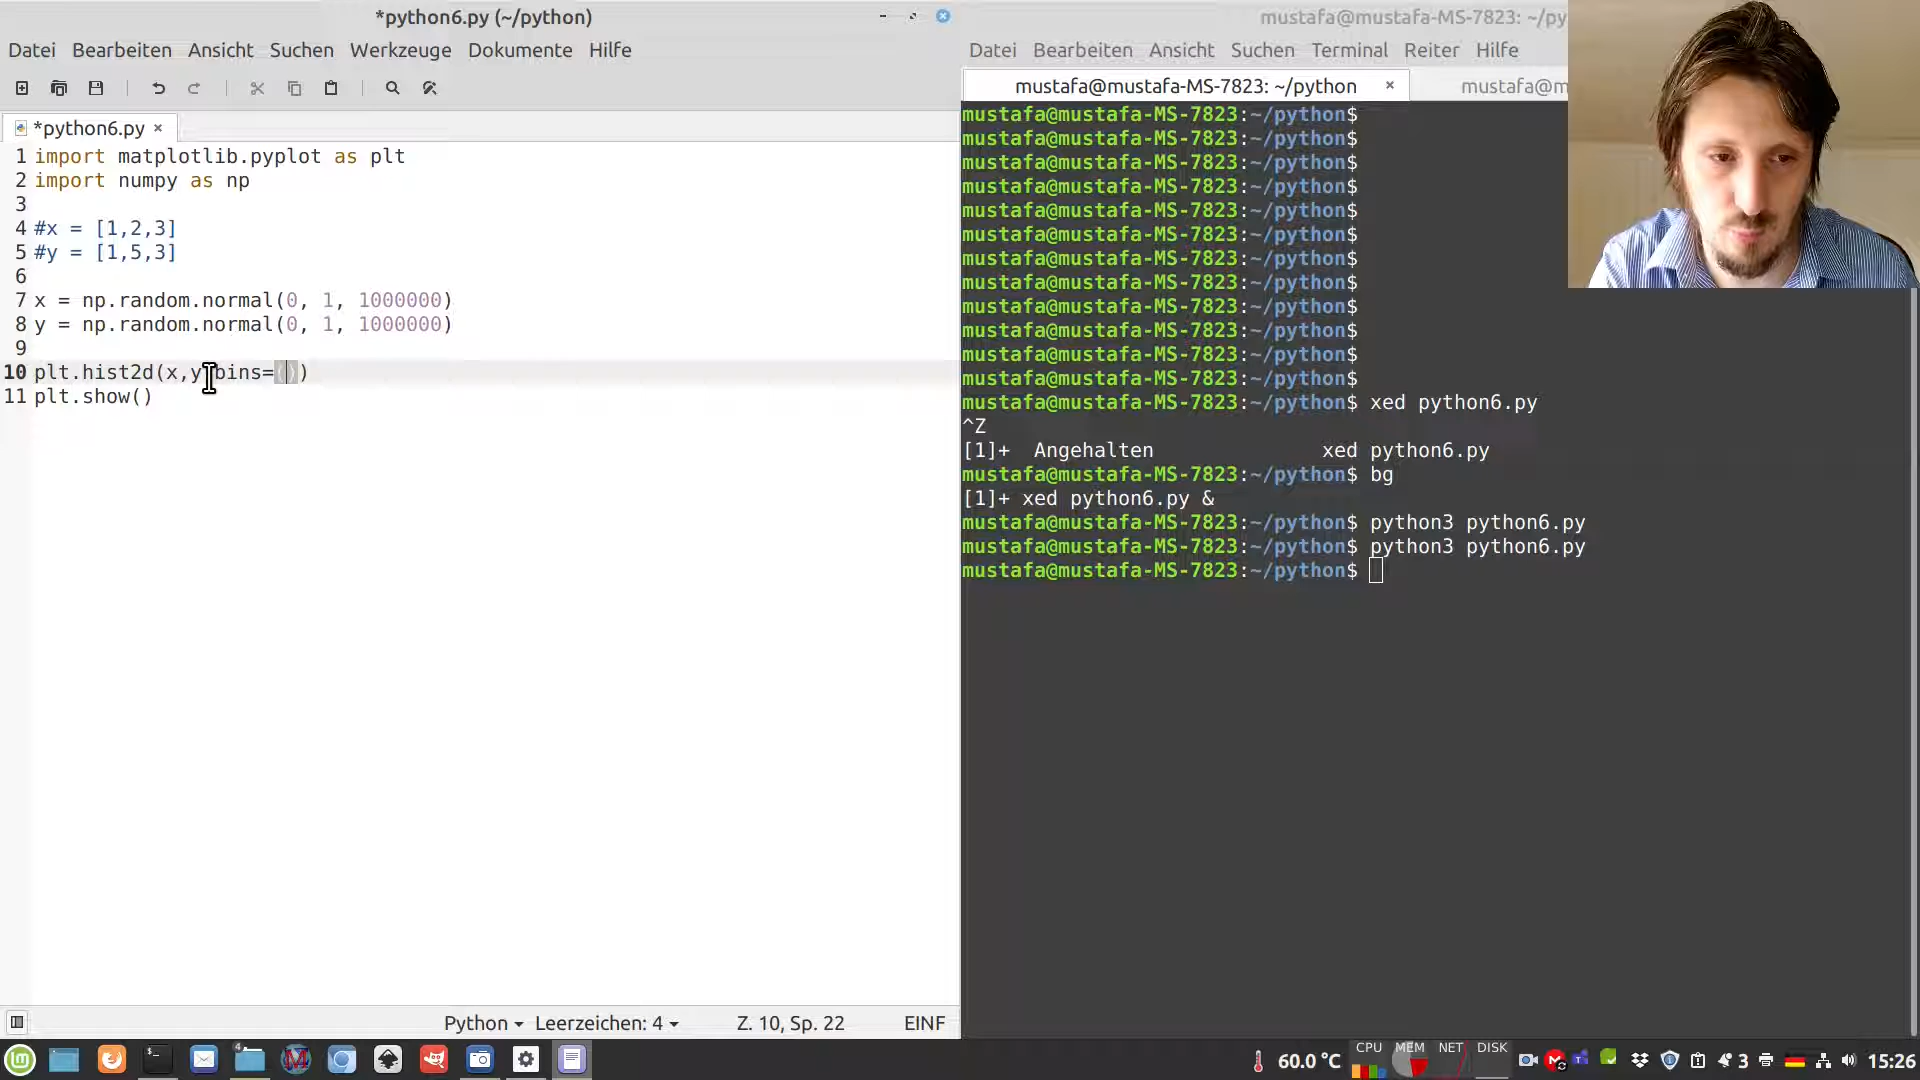 *python6.py (~/python)
Datei Bearbeiten Ansicht Suchen Werkzeuge Dokumente Hilfe
*python6.py ×
1 import matplotlib.pyplot as plt
2 import numpy as np
3
4 #x = [1,2,3]
5 #y = [1,5,3]
6
7 x = np.random.normal(0, 1, 1000000)
8 y = np.random.normal(0, 1, 1000000)
9
10 plt.hist2d(x,y,bins=())
11 plt.show()
Python Leerzeichen: 4 Z. 10, Sp. 22 EINF
mustafa@mustafa-MS-7823: ~/py
Datei Bearbeiten Ansicht Suchen Terminal Reiter Hilfe
mustafa@mustafa-MS-7823: ~/python × mustafa@m
mustafa@mustafa-MS-7823:~/python$
mustafa@mustafa-MS-7823:~/python$
mustafa@mustafa-MS-7823:~/python$
mustafa@mustafa-MS-7823:~/python$
mustafa@mustafa-MS-7823:~/python$
mustafa@mustafa-MS-7823:~/python$
mustafa@mustafa-MS-7823:~/python$
mustafa@mustafa-MS-7823:~/python$
mustafa@mustafa-MS-7823:~/python$
mustafa@mustafa-MS-7823:~/python$
mustafa@mustafa-MS-7823:~/python$
mustafa@mustafa-MS-7823:~/python$
mustafa@mustafa-MS-7823:~/python$ xed python6.py
^Z
[1]+ Angehalten xed python6.py
mustafa@mustafa-MS-7823:~/python$ bg
[1]+ xed python6.py &
mustafa@mustafa-MS-7823:~/python$ python3 python6.py
mustafa@mustafa-MS-7823:~/python$ python3 python6.py
mustafa@mustafa-MS-7823:~/python$
4 60.0 °C CPU MEM NET DISK 3 15:26